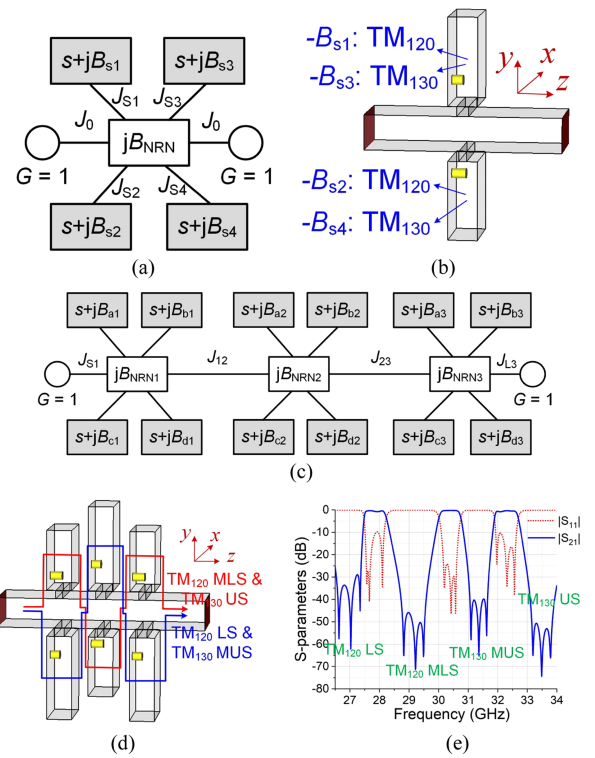 s+jBs1
s+jBs3
JS1
JS3
J0
J0
jBNRN
G = 1
G = 1
JS2
JS4
s+jBs2
s+jBs4
(a)
-Bs1: TM120
-Bs3: TM130
y
x
z
-Bs2: TM120
-Bs4: TM130
(b)
s+jBa1
s+jBb1
s+jBa2
s+jBb2
s+jBa3
s+jBb3
JS1
J12
J23
JL3
jBNRN1
jBNRN2
jBNRN3
G = 1
G = 1
s+jBc1
s+jBd1
s+jBc2
s+jBd2
s+jBc3
s+jBd3
(c)
y
x
z
TM120 MLS &
TM130 US
TM120 LS &
TM130 MUS
(d)
S-parameters (dB)
0
-10
-20
-30
-40
-50
-60
-70
-80
|S11|
|S21|
TM130 US
TM120 LS
TM130 MUS
TM120 MLS
27 28 29 30 31 32 33 34
Frequency (GHz)
(e)